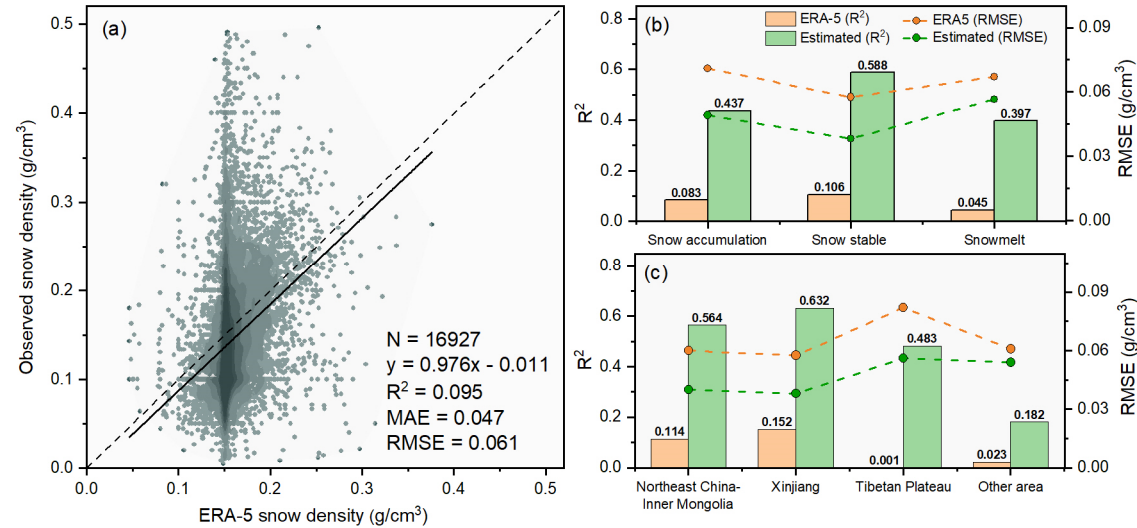 (a)
Observed snow density (g/cm³)
0.5
0.4
0.3
0.2
0.1
0.0
N = 16927
y = 0.976x - 0.011
R² = 0.095
MAE = 0.047
RMSE = 0.061
0.0 0.1 0.2 0.3 0.4 0.5
ERA-5 snow density (g/cm³)
(b)
ERA-5 (R²) ERA5 (RMSE)
Estimated (R²) Estimated (RMSE)
R²
0.8
0.6
0.4
0.2
0.0
0.083 0.437 0.106 0.588 0.045 0.397
0.09
0.06
0.03
0.00
RMSE (g/cm³)
Snow accumulation Snow stable Snowmelt
(c)
R²
0.8
0.6
0.4
0.2
0.0
0.114 0.564 0.152 0.632 0.001 0.483 0.023 0.182
0.09
0.06
0.03
0.00
RMSE (g/cm³)
Northeast China- Xinjiang Tibetan Plateau Other area
Inner Mongolia